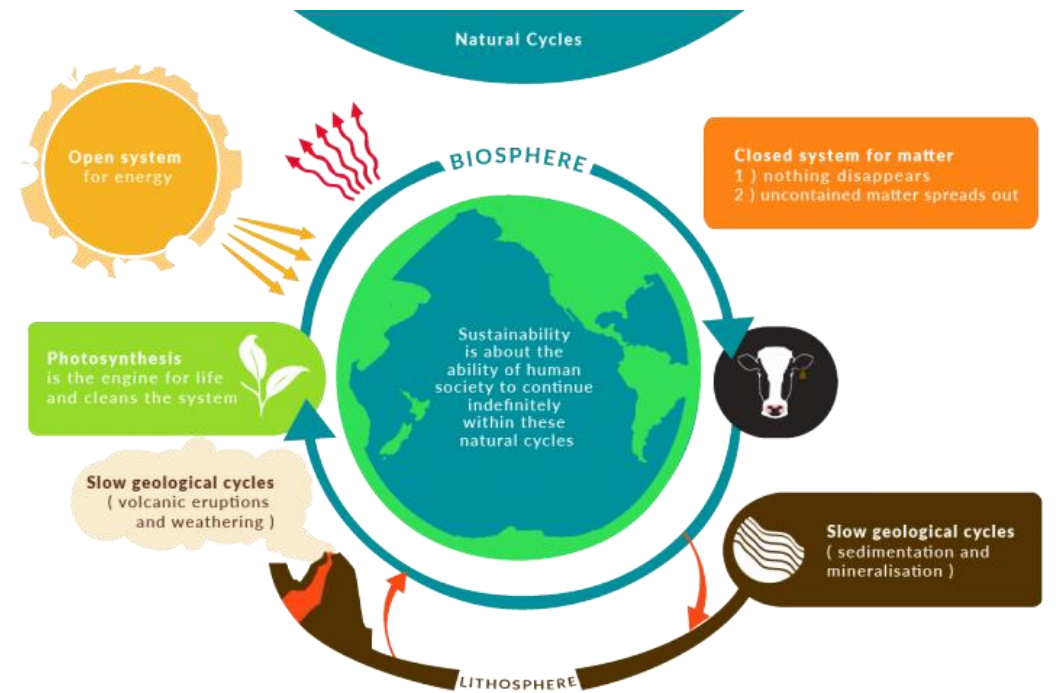 Natural Cycles
BIOSPHERE
Open system
for energy
Closed system for matter
1 ) nothing disappears
2 ) uncontained matter spreads out
Photosynthesis
is the engine for life
and cleans the system
Sustainability
is about the
ability of human
society to continue
indefinitely
within these
natural cycles
Slow geological cycles
( volcanic eruptions
and weathering )
Slow geological cycles
( sedimentation and
mineralisation )
LITHOSPHERE